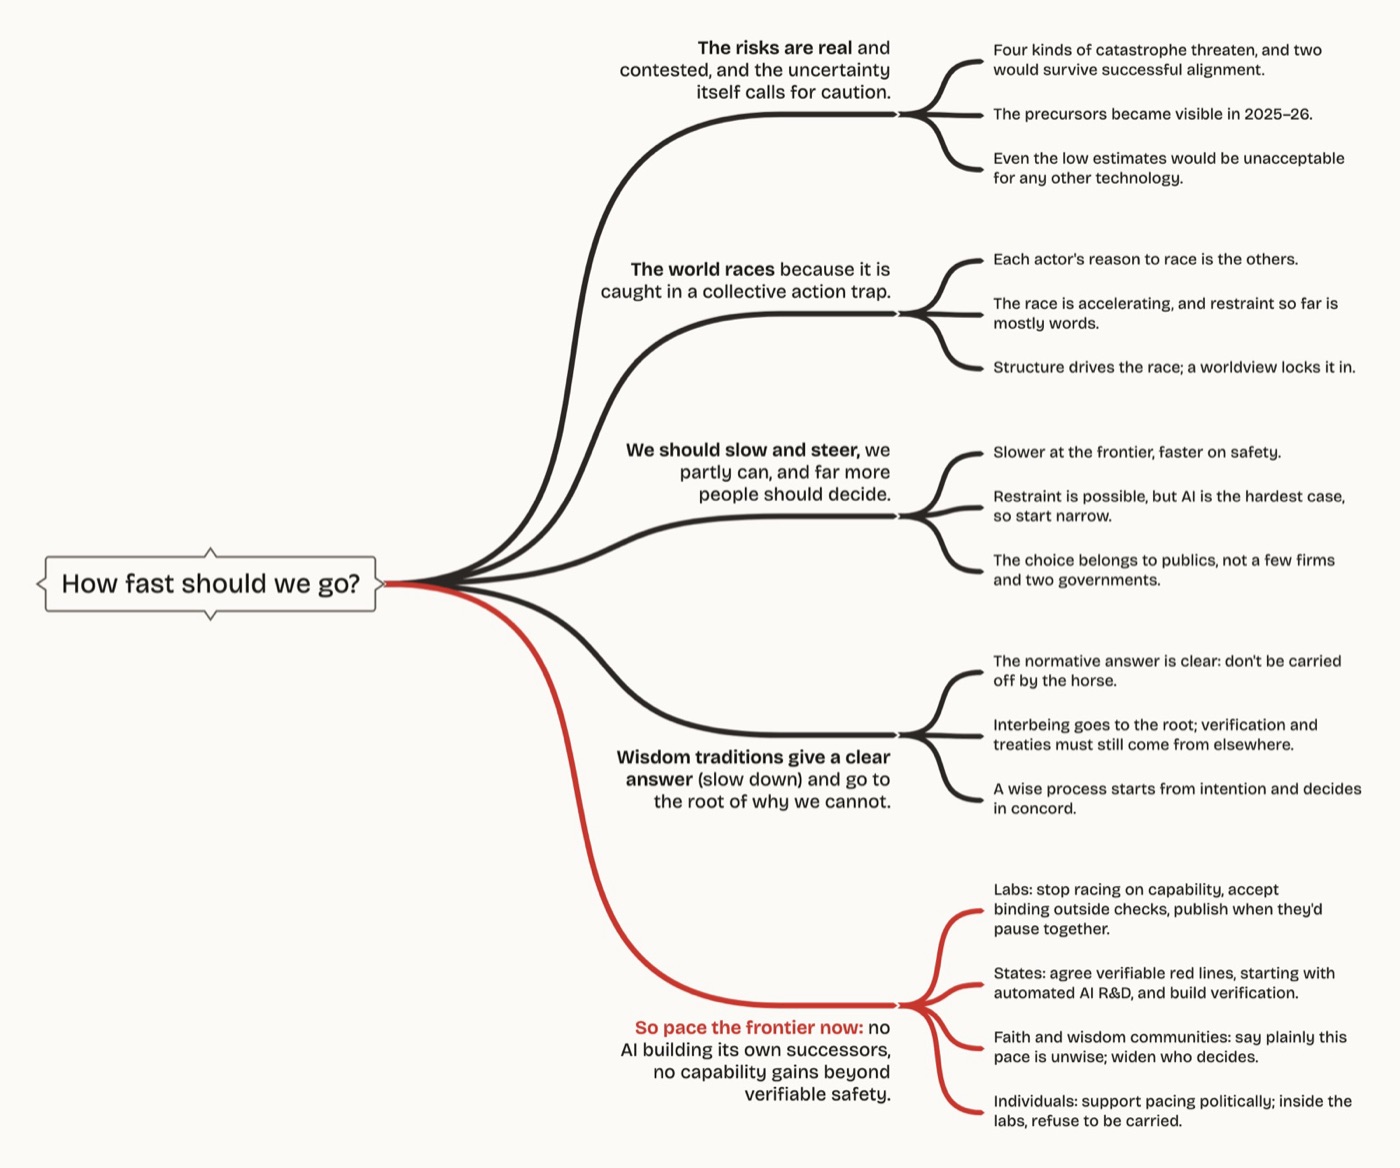 How fast should we go?
The risks are real and
contested, and the uncertainty
itself calls for caution.
Four kinds of catastrophe threaten, and two
would survive successful alignment.
The precursors became visible in 2025–26.
Even the low estimates would be unacceptable
for any other technology.
The world races because it is
caught in a collective action trap.
Each actor's reason to race is the others.
The race is accelerating, and restraint so far is
mostly words.
Structure drives the race; a worldview locks it in.
We should slow and steer, we
partly can, and far more
people should decide.
Slower at the frontier, faster on safety.
Restraint is possible, but AI is the hardest case,
so start narrow.
The choice belongs to publics, not a few firms
and two governments.
Wisdom traditions give a clear
answer (slow down) and go to
the root of why we cannot.
The normative answer is clear: don't be carried
off by the horse.
Interbeing goes to the root; verification and
treaties must still come from elsewhere.
A wise process starts from intention and decides
in concord.
So pace the frontier now: no
AI building its own successors,
no capability gains beyond
verifiable safety.
Labs: stop racing on capability, accept
binding outside checks, publish when they'd
pause together.
States: agree verifiable red lines, starting with
automated AI R&D, and build verification.
Faith and wisdom communities: say plainly this
pace is unwise; widen who decides.
Individuals: support pacing politically; inside the
labs, refuse to be carried.